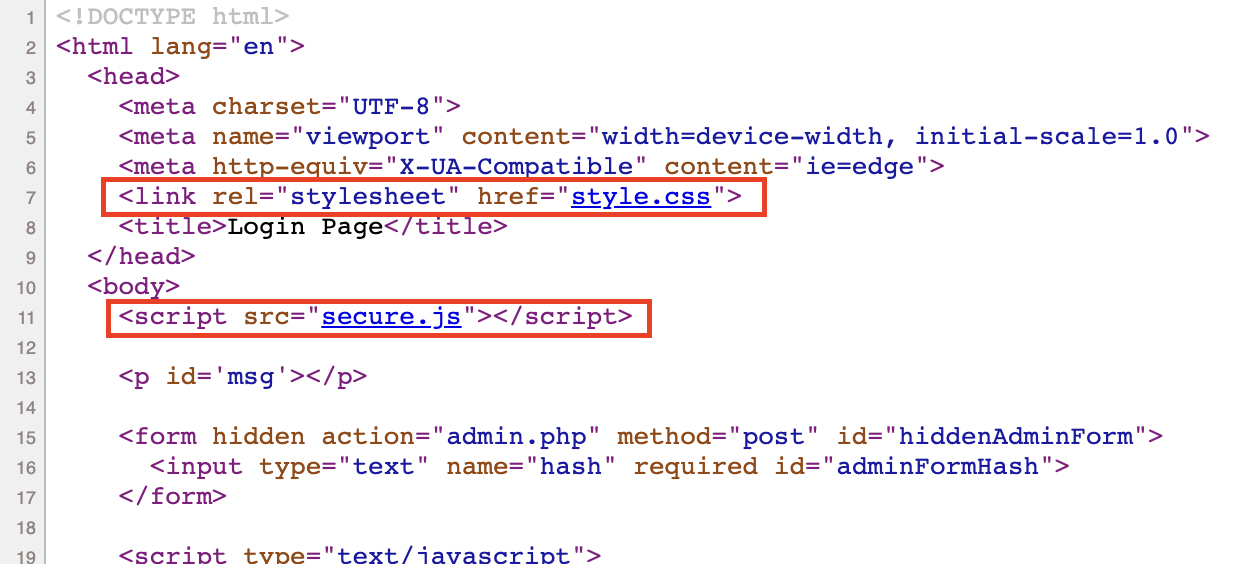 1 <!DOCTYPE html>
2 <html lang="en">
3 <head>
4 <meta charset="UTF-8">
5 <meta name="viewport" content="width=device-width, initial-scale=1.0">
6 <meta http-equiv="X-UA-Compatible" content="ie=edge">
7 <link rel="stylesheet" href="style.css">
8 <title>Login Page</title>
9 </head>
10 <body>
11 <script src="secure.js"></script>
12
13 <p id='msg'></p>
14
15 <form hidden action="admin.php" method="post" id="hiddenAdminForm">
16 <input type="text" name="hash" required id="adminFormHash">
17 </form>
18
19 <script type="text/javascript">